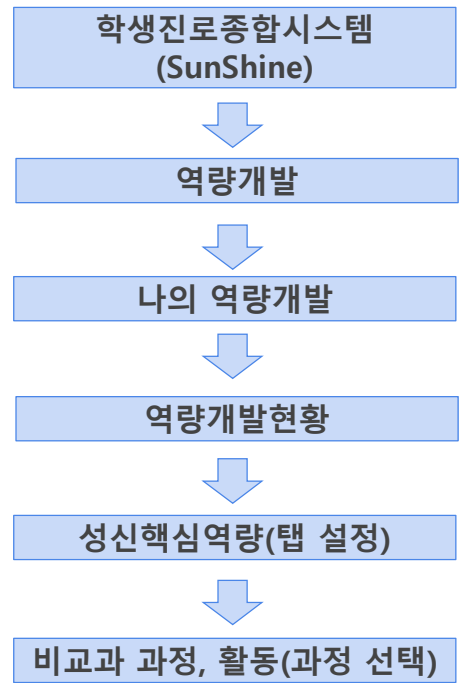 학생진로종합시스템
(SunShine)
역량개발
나의 역량개발
역량개발현황
성신핵심역량(탭 설정)
비교과 과정, 활동(과정 선택)